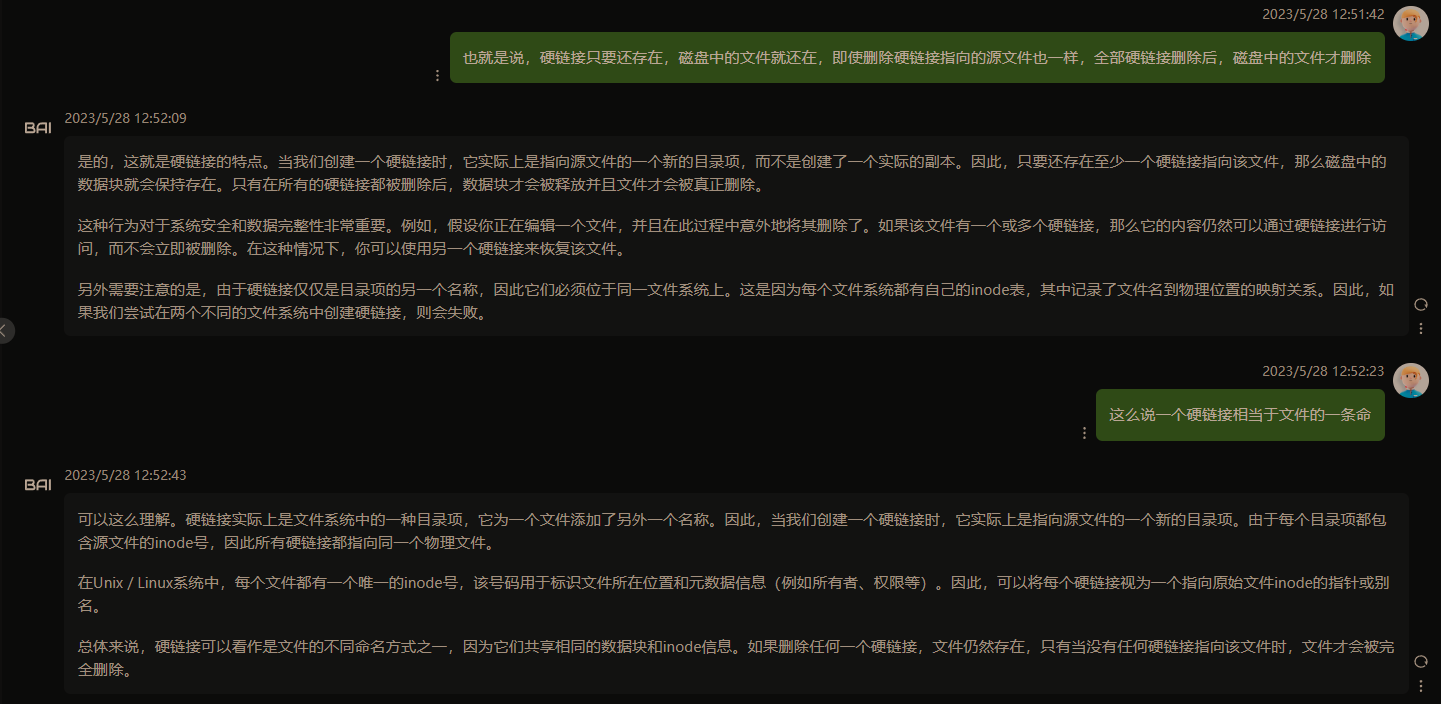 2023/5/28 12:51:42
也就是说，硬链接只要还存在，磁盘中的文件就还在，即使删除硬链接指向的源文件也一样，全部硬链接删除后，磁盘中的文件才删除
2023/5/28 12:52:09
BAI
是的，这就是硬链接的特点。当我们创建一个硬链接时，它实际上是指向源文件的一个新的目录项，而不是创建了一个实际的副本。因此，只要还存在至少一个硬链接指向该文件，那么磁盘中的
数据块就会保持存在。只有在所有的硬链接都被删除后，数据块才会被释放并且文件才会被真正删除。
这种行为对于系统安全和数据完整性非常重要。例如，假设你正在编辑一个文件，并且在此过程中意外地将其删除了。如果该文件有一个或多个硬链接，那么它的内容仍然可以通过硬链接进行访
问，而不会立即被删除。在这种情况下，你可以使用另一个硬链接来恢复该文件。
另外需要注意的是，由于硬链接仅仅是目录项的另一个名称，因此它们必须位于同一文件系统上。这是因为每个文件系统都有自己的inode表，其中记录了文件名到物理位置的映射关系。因此，如
果我们尝试在两个不同的文件系统中创建硬链接，则会失败。
2023/5/28 12:52:23
这么说一个硬链接相当于文件的一条命
2023/5/28 12:52:43
BAI
可以这么理解。硬链接实际上是文件系统中的一种目录项，它为一个文件添加了另外一个名称。因此，当我们创建一个硬链接时，它实际上是指向源文件的一个新的目录项。由于每个目录项都包
含源文件的inode号，因此所有硬链接都指向同一个物理文件。
在Unix / Linux系统中，每个文件都有一个唯一的inode号，该号码用于标识文件所在位置和元数据信息（例如所有者、权限等）。因此，可以将每个硬链接视为一个指向原始文件inode的指针或别
名。
总体来说，硬链接可以看作是文件的不同命名方式之一，因为它们共享相同的数据块和inode信息。如果删除任何一个硬链接，文件仍然存在，只有当没有任何硬链接指向该文件时，文件才会被完
全删除。